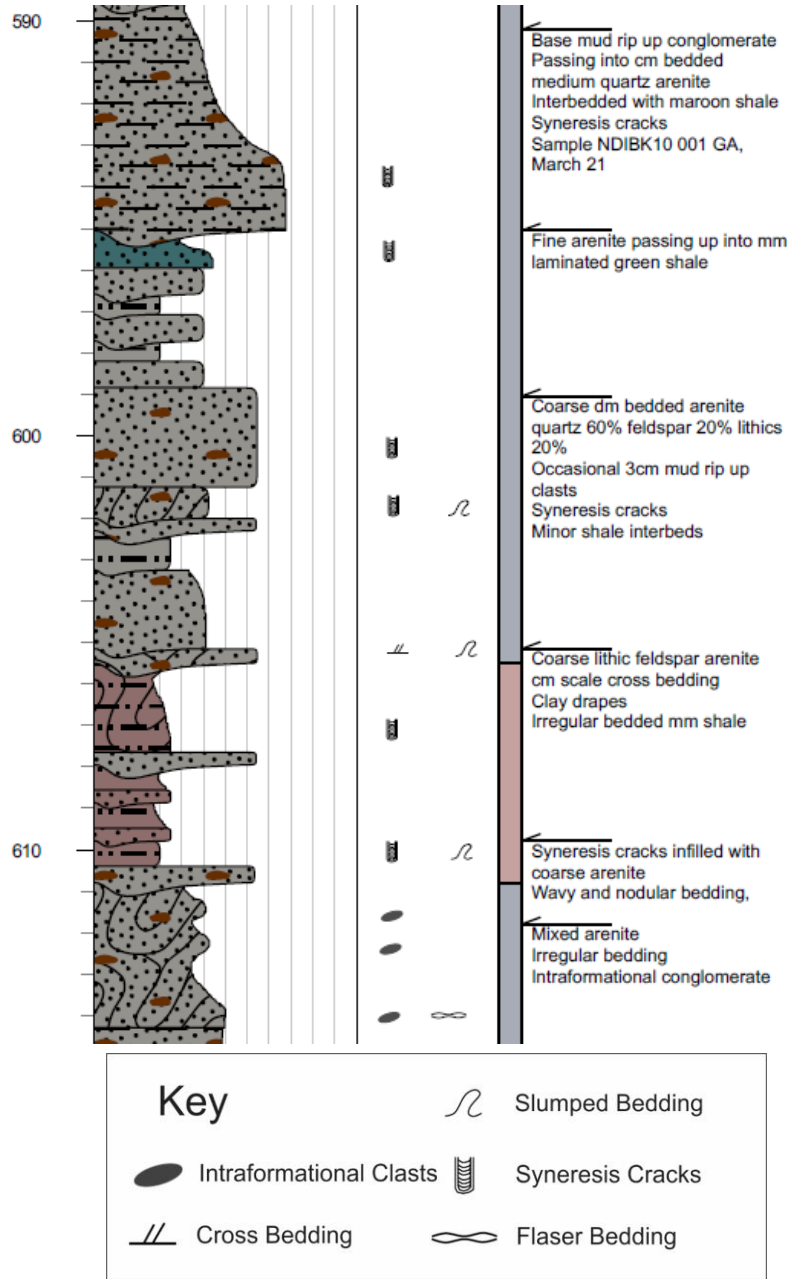 590
Base mud rip up conglomerate
Passing into cm bedded
medium quartz arenite
Interbedded with maroon shale
Syneresis cracks
Sample NDIBK10 001 GA,
March 21
Fine arenite passing up into mm
laminated green shale
600
Coarse dm bedded arenite
quartz 60% feldspar 20% lithics
20%
Occasional 3cm mud rip up
clasts
Syneresis cracks
Minor shale interbeds
Coarse lithic feldspar arenite
cm scale cross bedding
Clay drapes
Irregular bedded mm shale
610
Syneresis cracks infilled with
coarse arenite
Wavy and nodular bedding,
Mixed arenite
Irregular bedding
Intraformational conglomerate
Key
Slumped Bedding
Intraformational Clasts
Syneresis Cracks
Cross Bedding
Flaser Bedding